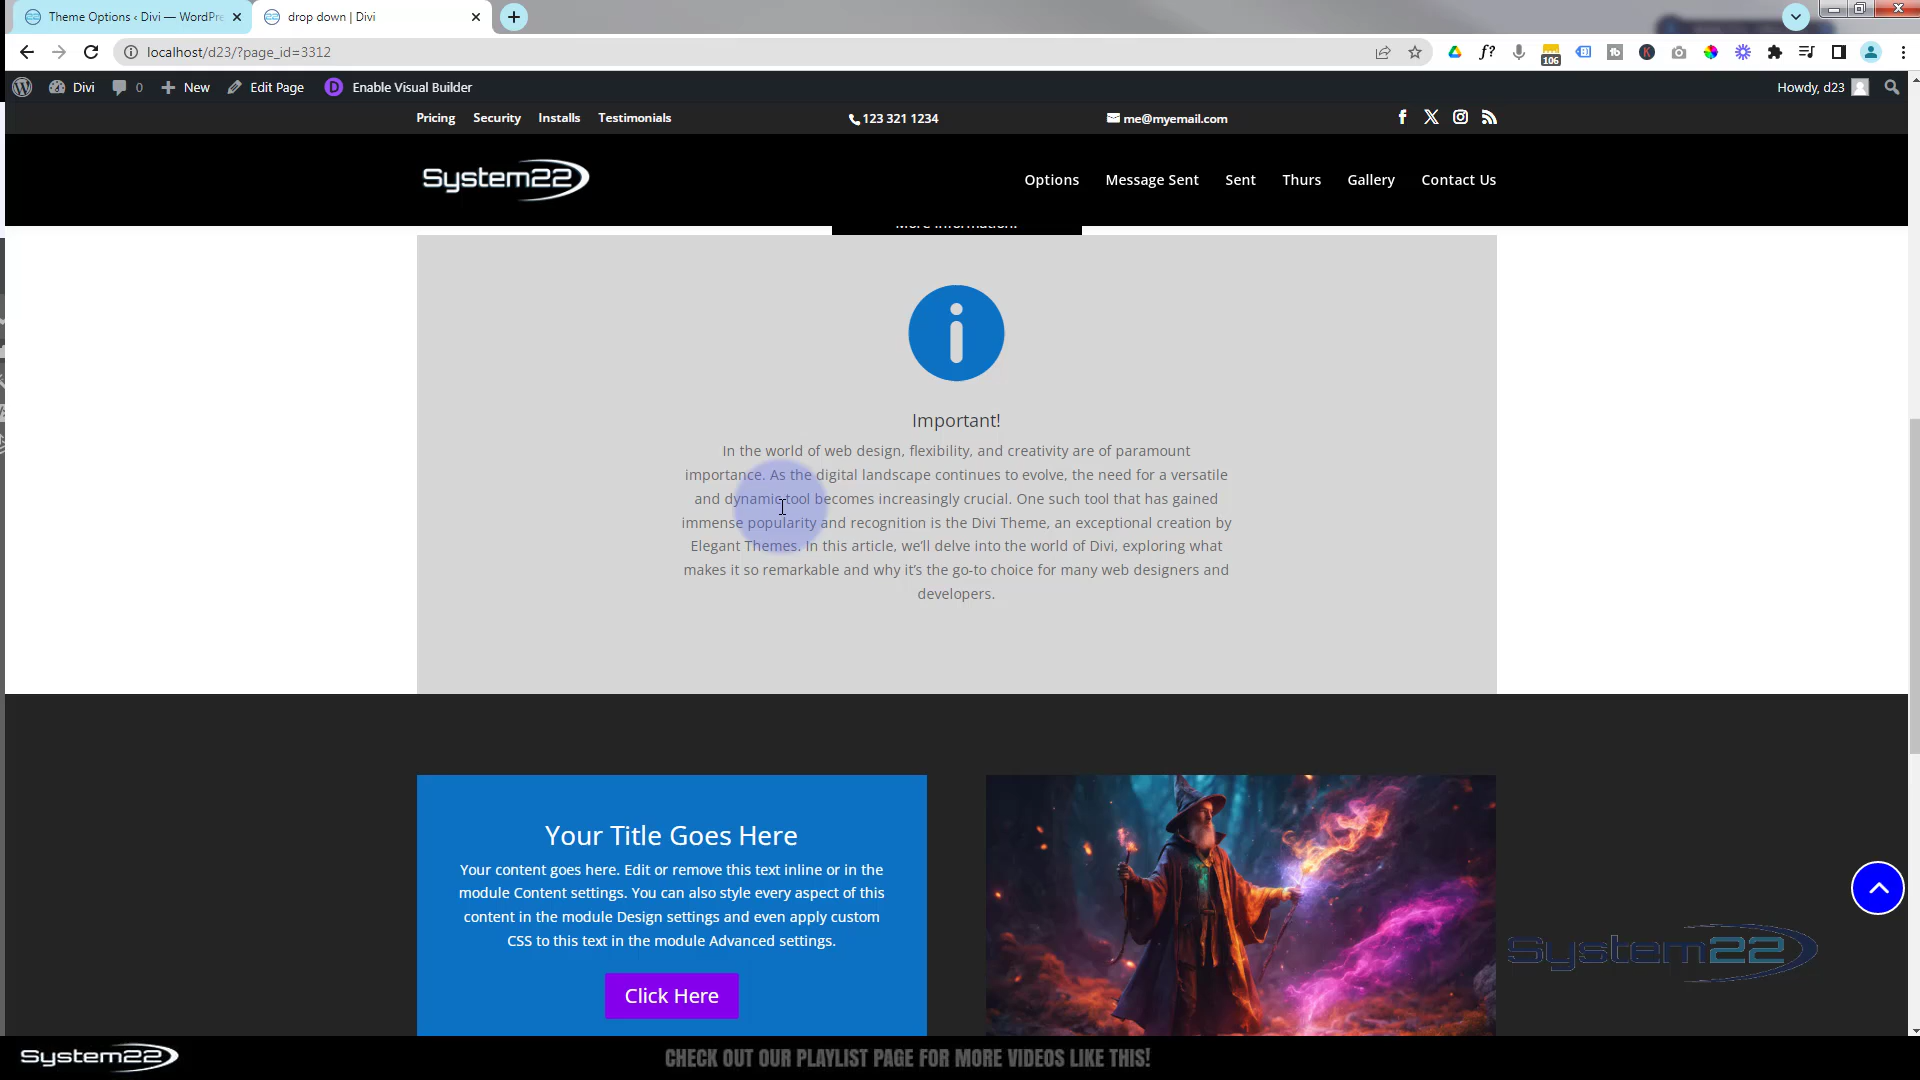 Theme Options ‹ Divi — WordPre
drop down | Divi
localhost/d23/?page_id=3312
f?
fb
K
106
Divi
0
New
Edit Page
D
Enable Visual Builder
Howdy, d23
Pricing
Security
Installs
Testimonials
123 321 1234
me@myemail.com
System22
Options
Message Sent
Sent
Thurs
Gallery
Contact Us
More Information!
Important!
In the world of web design, flexibility, and creativity are of paramount
importance. As the digital landscape continues to evolve, the need for a versatile
and dynamic tool becomes increasingly crucial. One such tool that has gained
immense popularity and recognition is the Divi Theme, an exceptional creation by
Elegant Themes. In this article, we’ll delve into the world of Divi, exploring what
makes it so remarkable and why it’s the go-to choice for many web designers and
developers.
Your Title Goes Here
Your content goes here. Edit or remove this text inline or in the
module Content settings. You can also style every aspect of this
content in the module Design settings and even apply custom
CSS to this text in the module Advanced settings.
Click Here
System22
System22
CHECK OUT OUR PLAYLIST PAGE FOR MORE VIDEOS LIKE THIS!